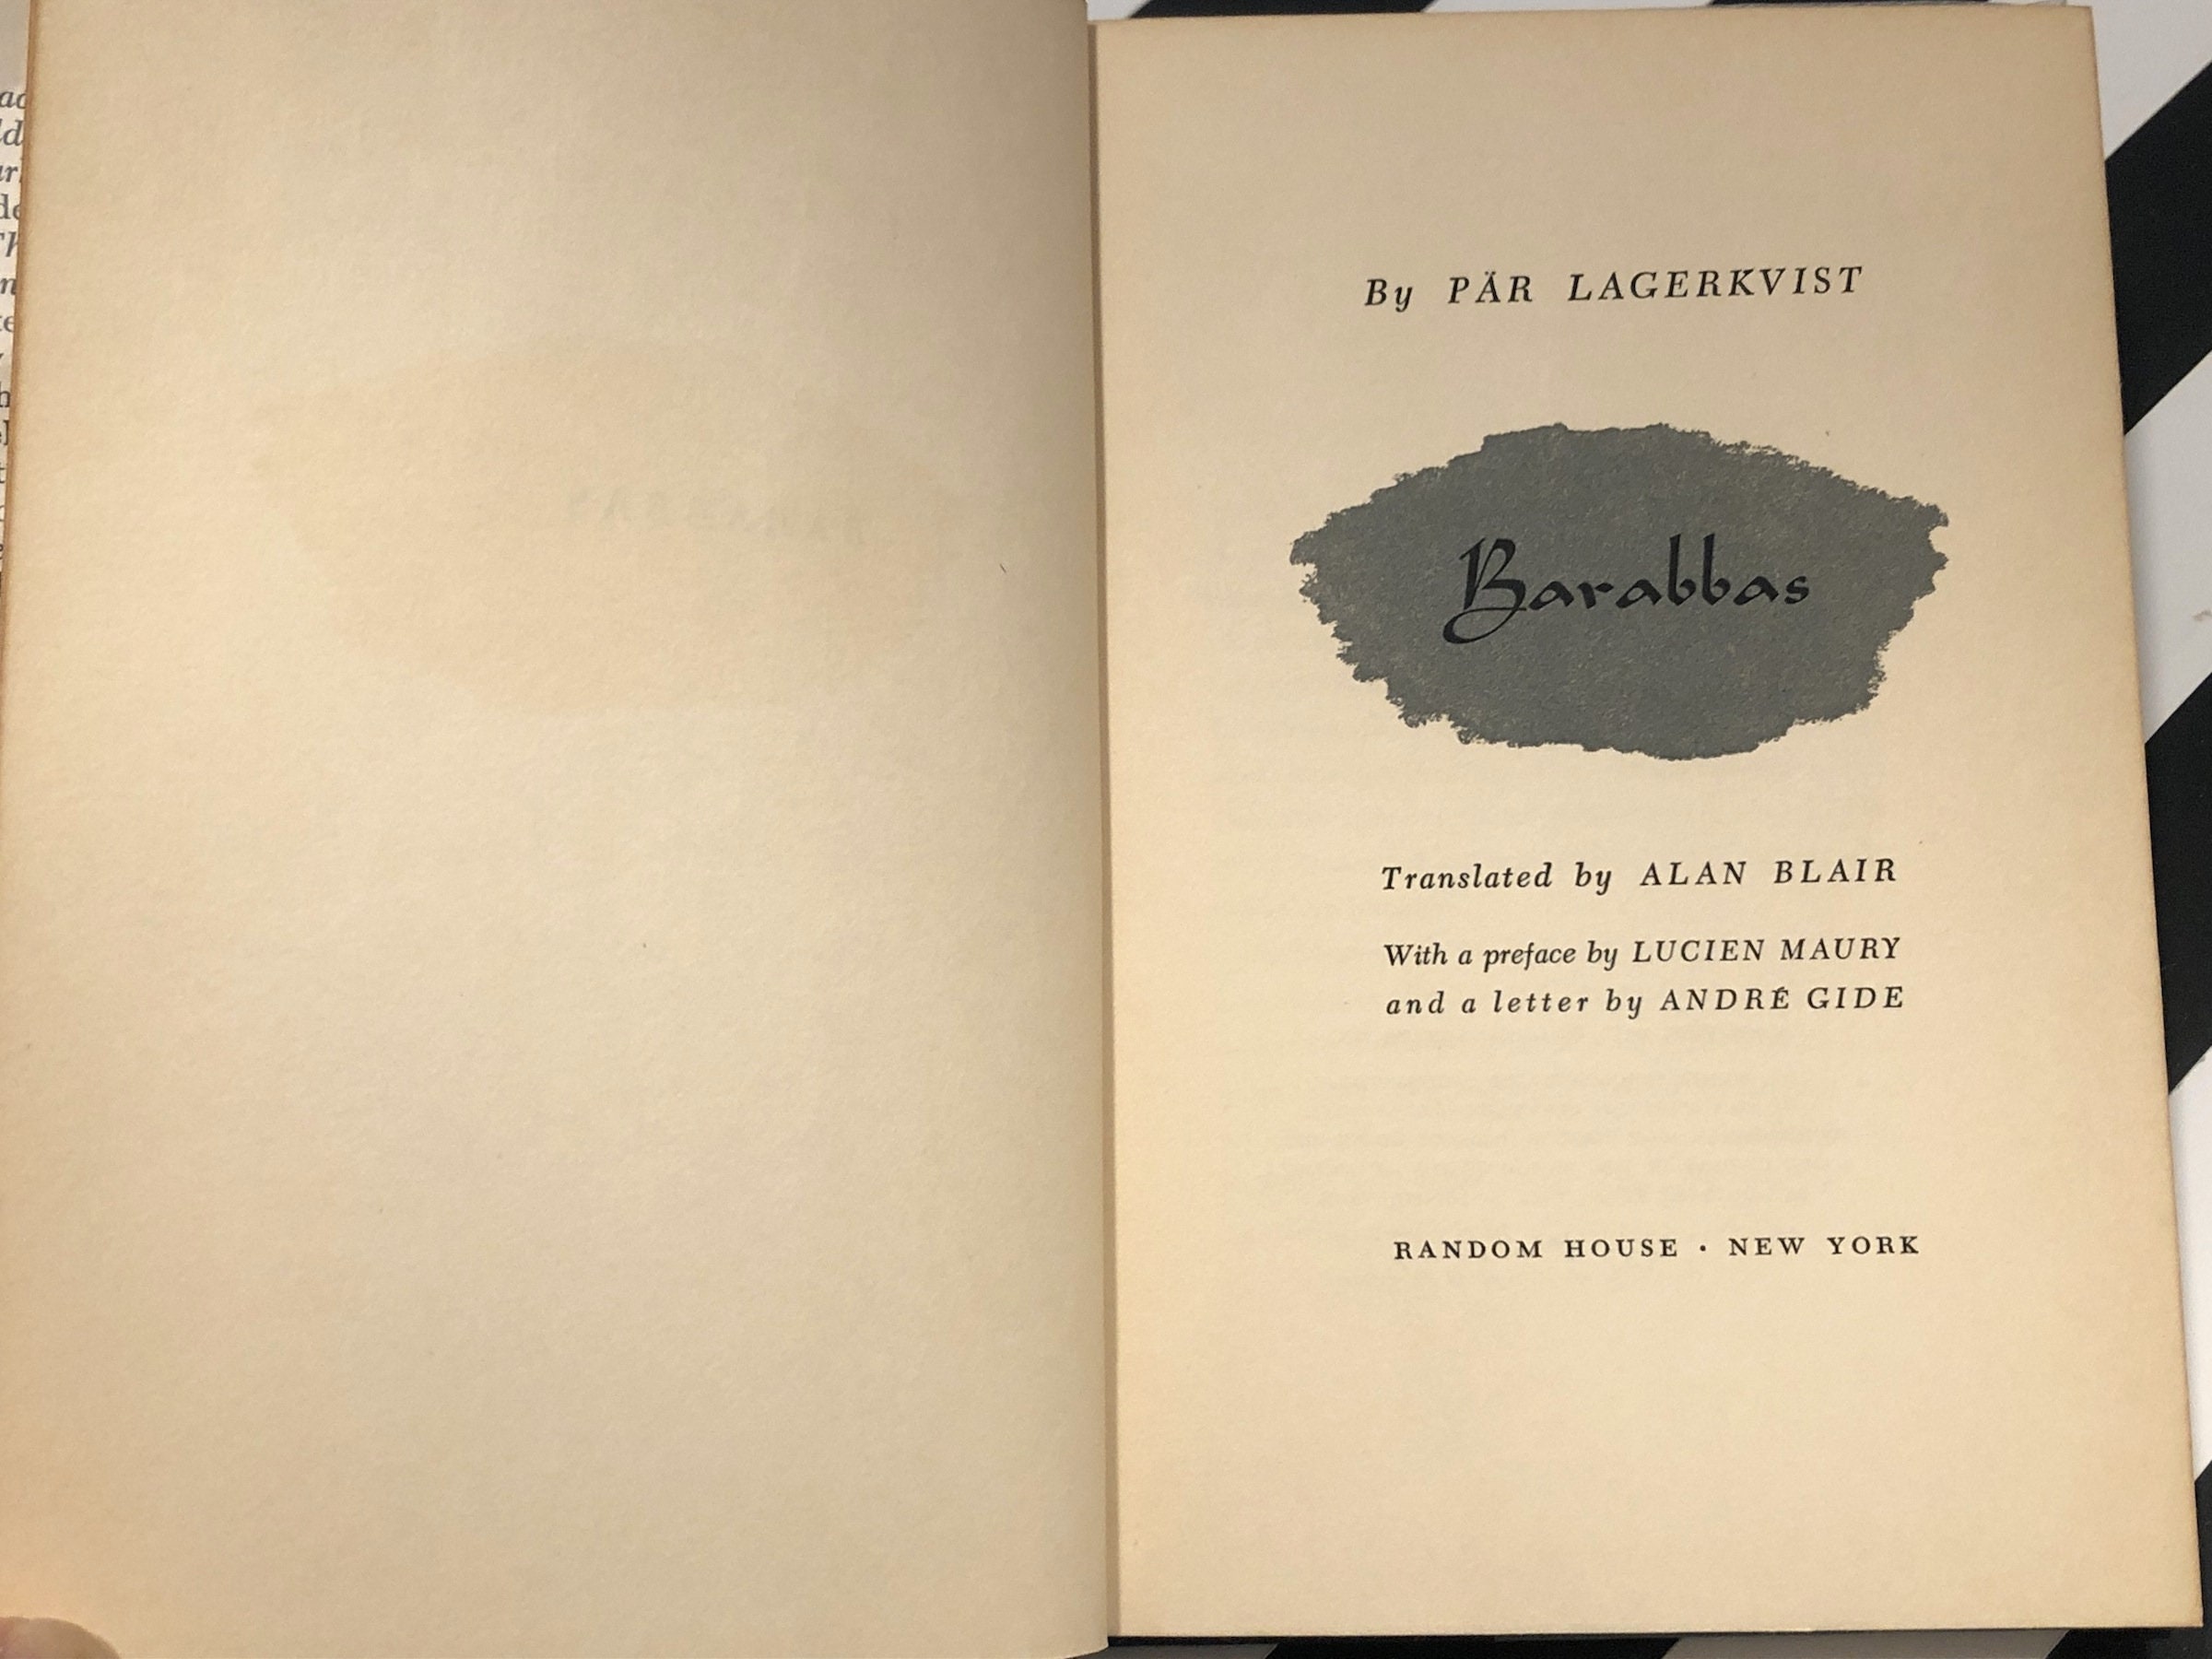 By PÄR LAGERKVIST
Barabbas
Translated by ALAN BLAIR
With a preface by LUCIEN MAURY
and a letter by ANDRÉ GIDE
RANDOM HOUSE · NEW YORK